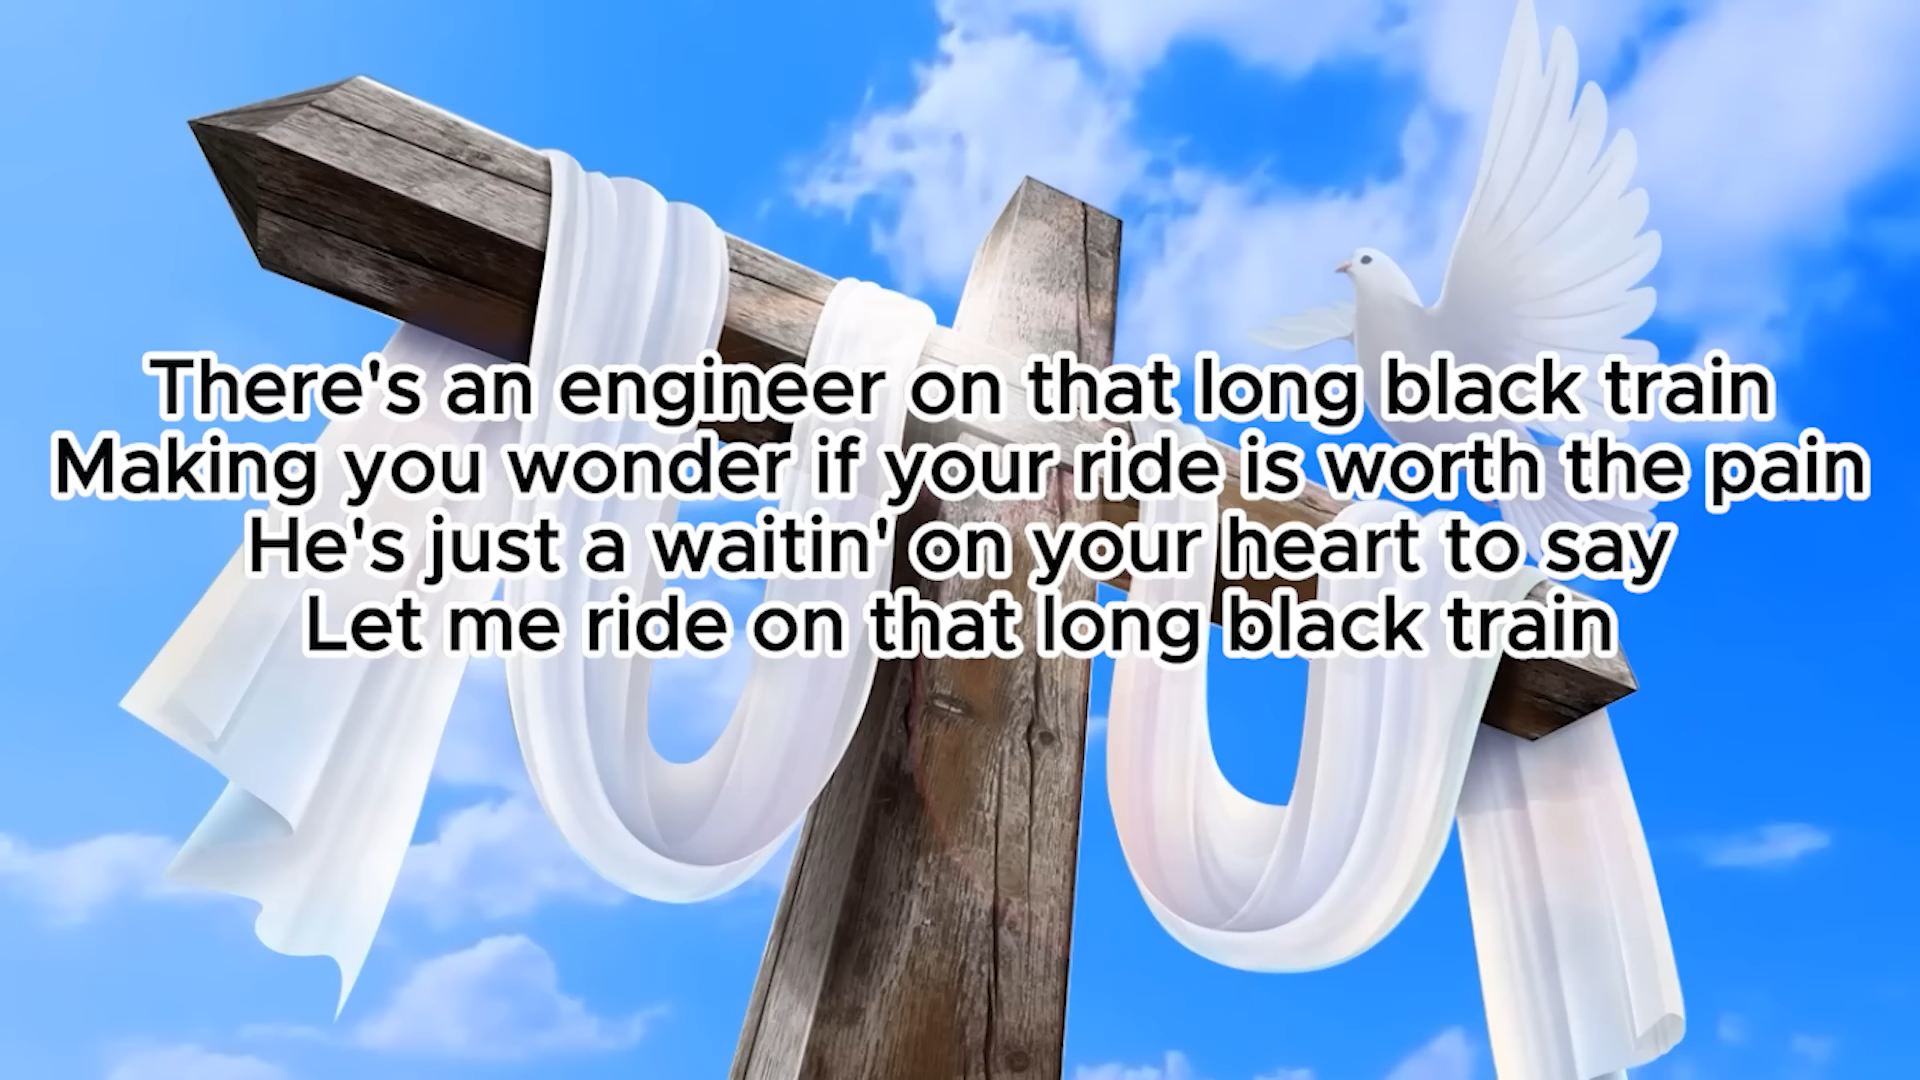 There's an engineer on that long black train
Making you wonder if your ride is worth the pain
He's just a waitin' on your heart to say
Let me ride on that long black train